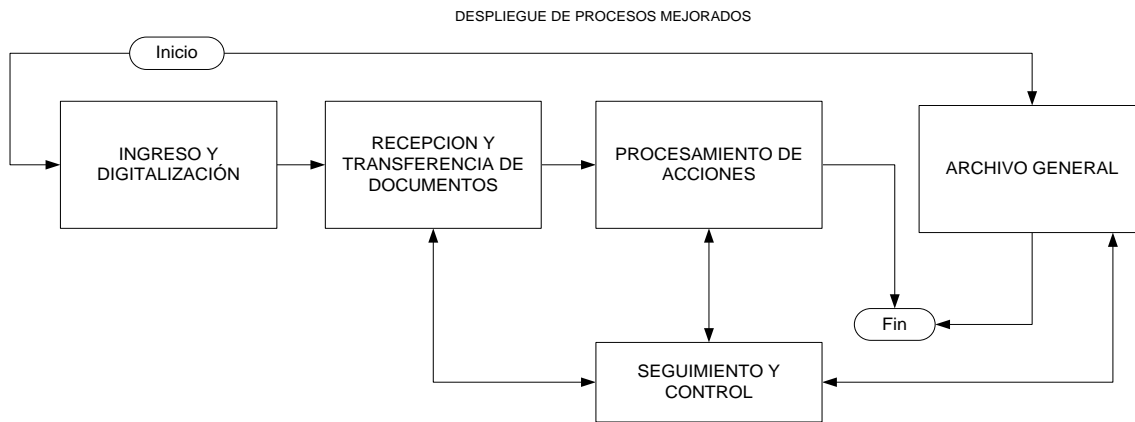 DESPLIEGUE DE PROCESOS MEJORADOS
Inicio
INGRESO Y
DIGITALIZACIÓN
RECEPCION Y
TRANSFERENCIA DE
DOCUMENTOS
PROCESAMIENTO DE
ACCIONES
ARCHIVO GENERAL
Fin
SEGUIMIENTO Y
CONTROL